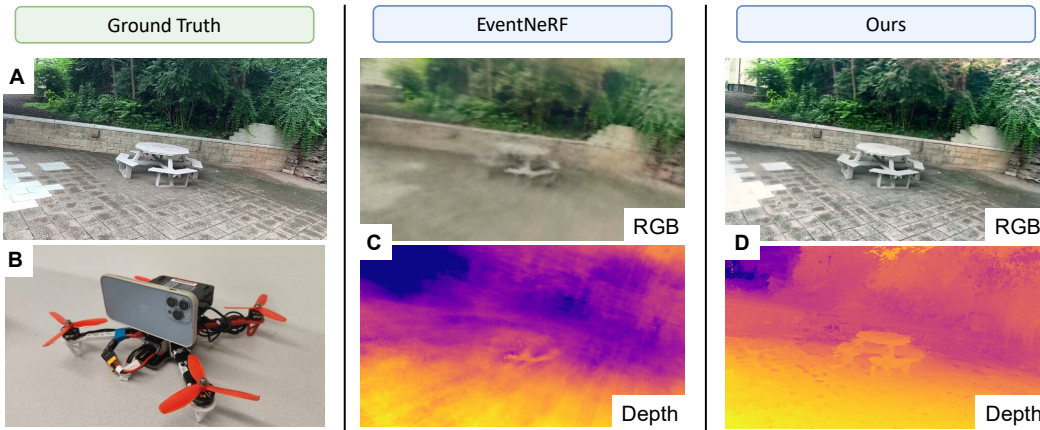 Ground Truth
EventNeRF
Ours
A
RGB
RGB
B
C
D
Depth
Depth